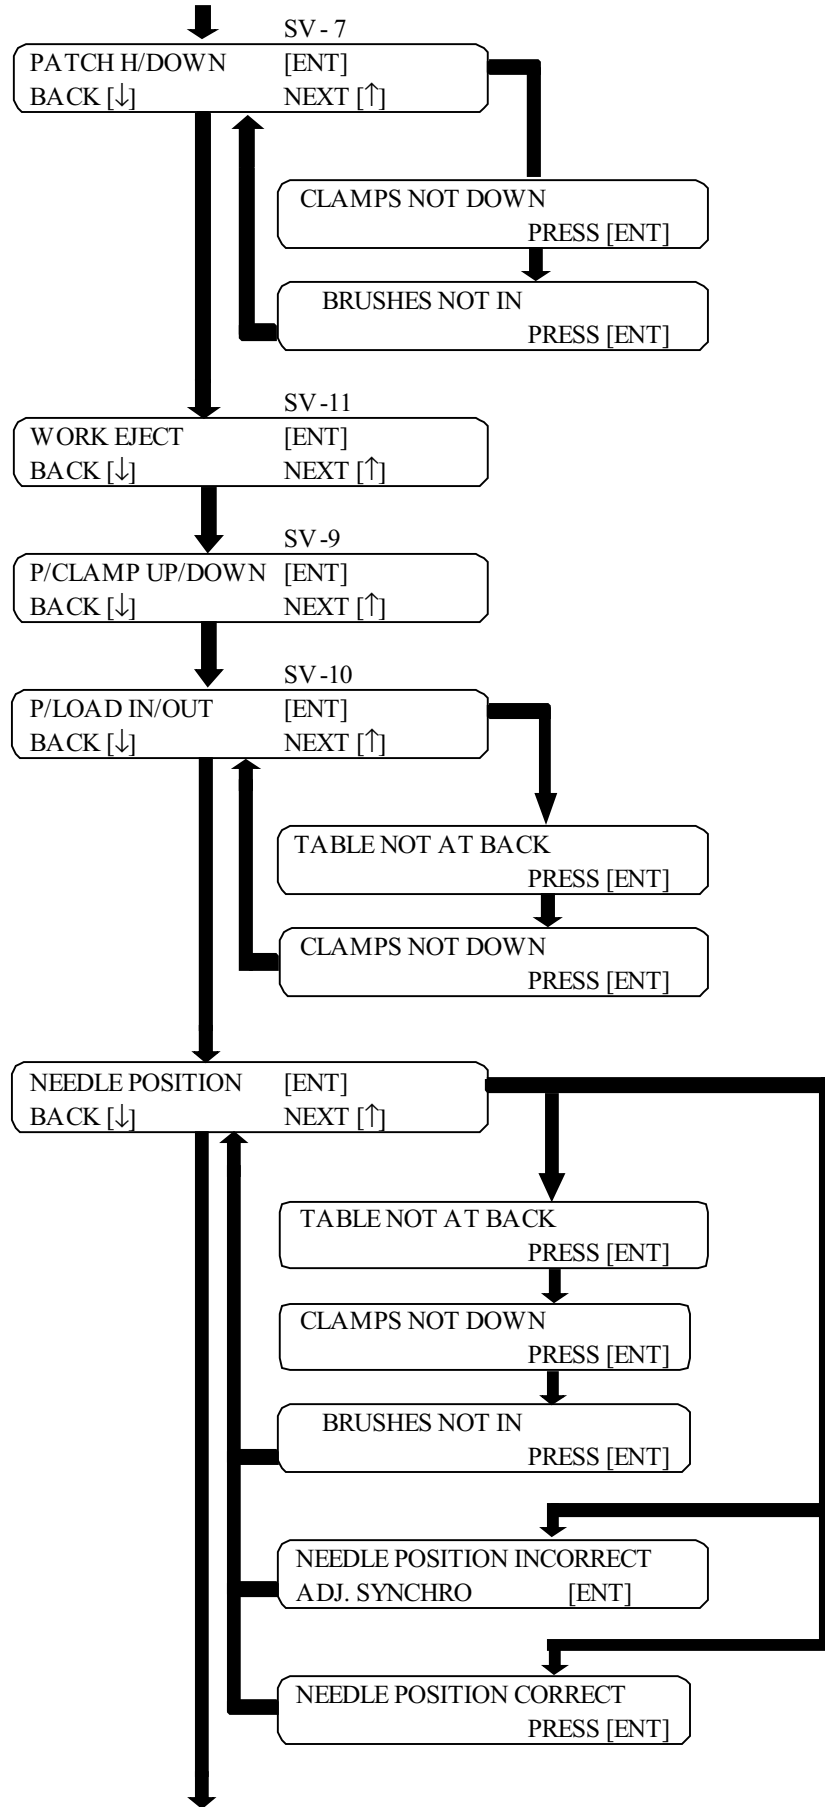 SV - 7
PATCH H/DOWN [ENT]
BACK [↓] NEXT [↑]
CLAMPS NOT DOWN
PRESS [ENT]
BRUSHES NOT IN
PRESS [ENT]
SV -11
WORK EJECT [ENT]
BACK [↓] NEXT [↑]
SV -9
P/CLAMP UP/DOWN [ENT]
BACK [↓] NEXT [↑]
SV -10
P/LOAD IN/OUT [ENT]
BACK [↓] NEXT [↑]
TABLE NOT AT BACK
PRESS [ENT]
CLAMPS NOT DOWN
PRESS [ENT]
NEEDLE POSITION [ENT]
BACK [↓] NEXT [↑]
TABLE NOT AT BACK
PRESS [ENT]
CLAMPS NOT DOWN
PRESS [ENT]
BRUSHES NOT IN
PRESS [ENT]
NEEDLE POSITION INCORRECT
ADJ. SYNCHRO [ENT]
NEEDLE POSITION CORRECT
PRESS [ENT]